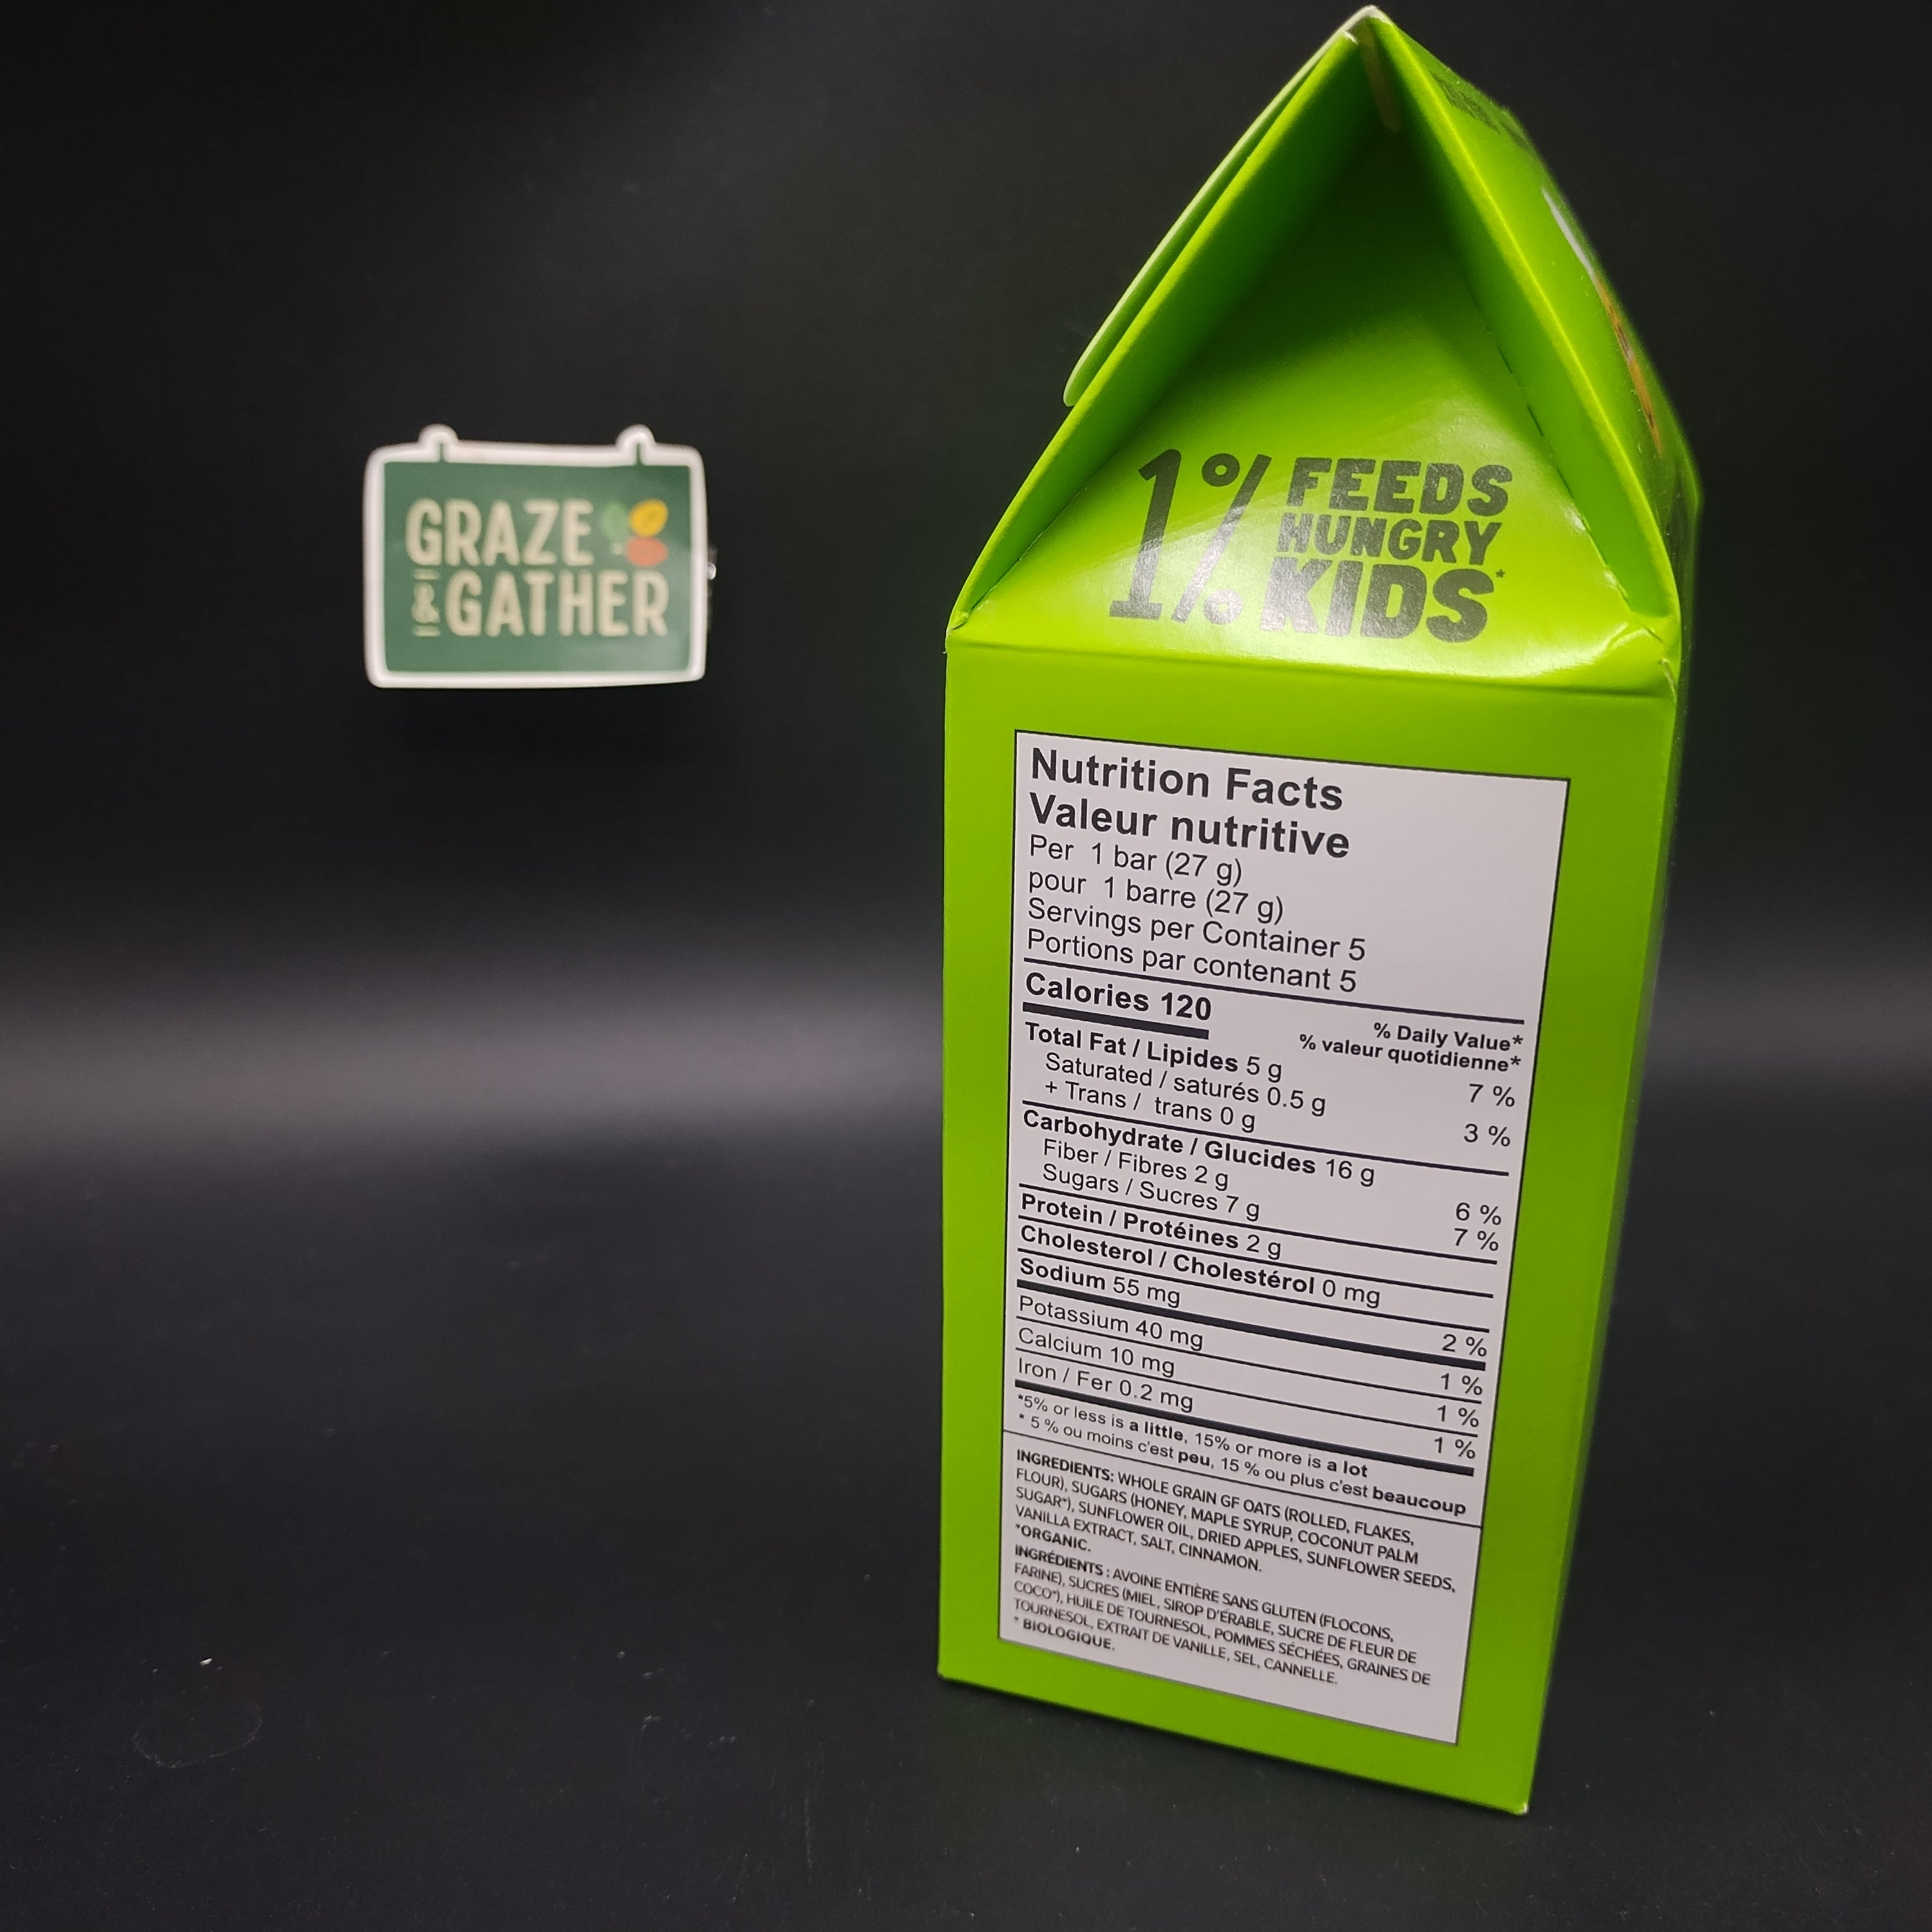 GRAZE
& GATHER
1% FEEDS
HUNGRY
KIDS*
Nutrition Facts
Valeur nutritive
Per 1 bar (27 g)
pour 1 barre (27 g)
Servings per Container 5
Portions par contenant 5
Calories 120
% Daily Value*
% valeur quotidienne*
Total Fat / Lipides 5 g 7 %
Saturated / saturés 0.5 g
+ Trans / trans 0 g 3 %
Carbohydrate / Glucides 16 g
Fiber / Fibres 2 g 6 %
Sugars / Sucres 7 g 7 %
Protein / Protéines 2 g
Cholesterol / Cholestérol 0 mg
Sodium 55 mg 2 %
Potassium 40 mg 1 %
Calcium 10 mg 1 %
Iron / Fer 0.2 mg 1 %
*5% or less is a little, 15% or more is a lot
* 5 % ou moins c'est peu, 15 % ou plus c'est beaucoup
INGREDIENTS: WHOLE GRAIN GF OATS (ROLLED, FLAKES,
FLOUR), SUGARS (HONEY, MAPLE SYRUP, COCONUT PALM
SUGAR*), SUNFLOWER OIL, DRIED APPLES, SUNFLOWER SEEDS,
VANILLA EXTRACT, SALT, CINNAMON.
*ORGANIC.
INGRÉDIENTS : AVOINE ENTIÈRE SANS GLUTEN (FLOCONS,
FARINE), SUCRES (MIEL, SIROP D'ÉRABLE, SUCRE DE FLEUR DE
COCO*), HUILE DE TOURNESOL, POMMES SÉCHÉES, GRAINES DE
TOURNESOL, EXTRAIT DE VANILLE, SEL, CANNELLE.
* BIOLOGIQUE.